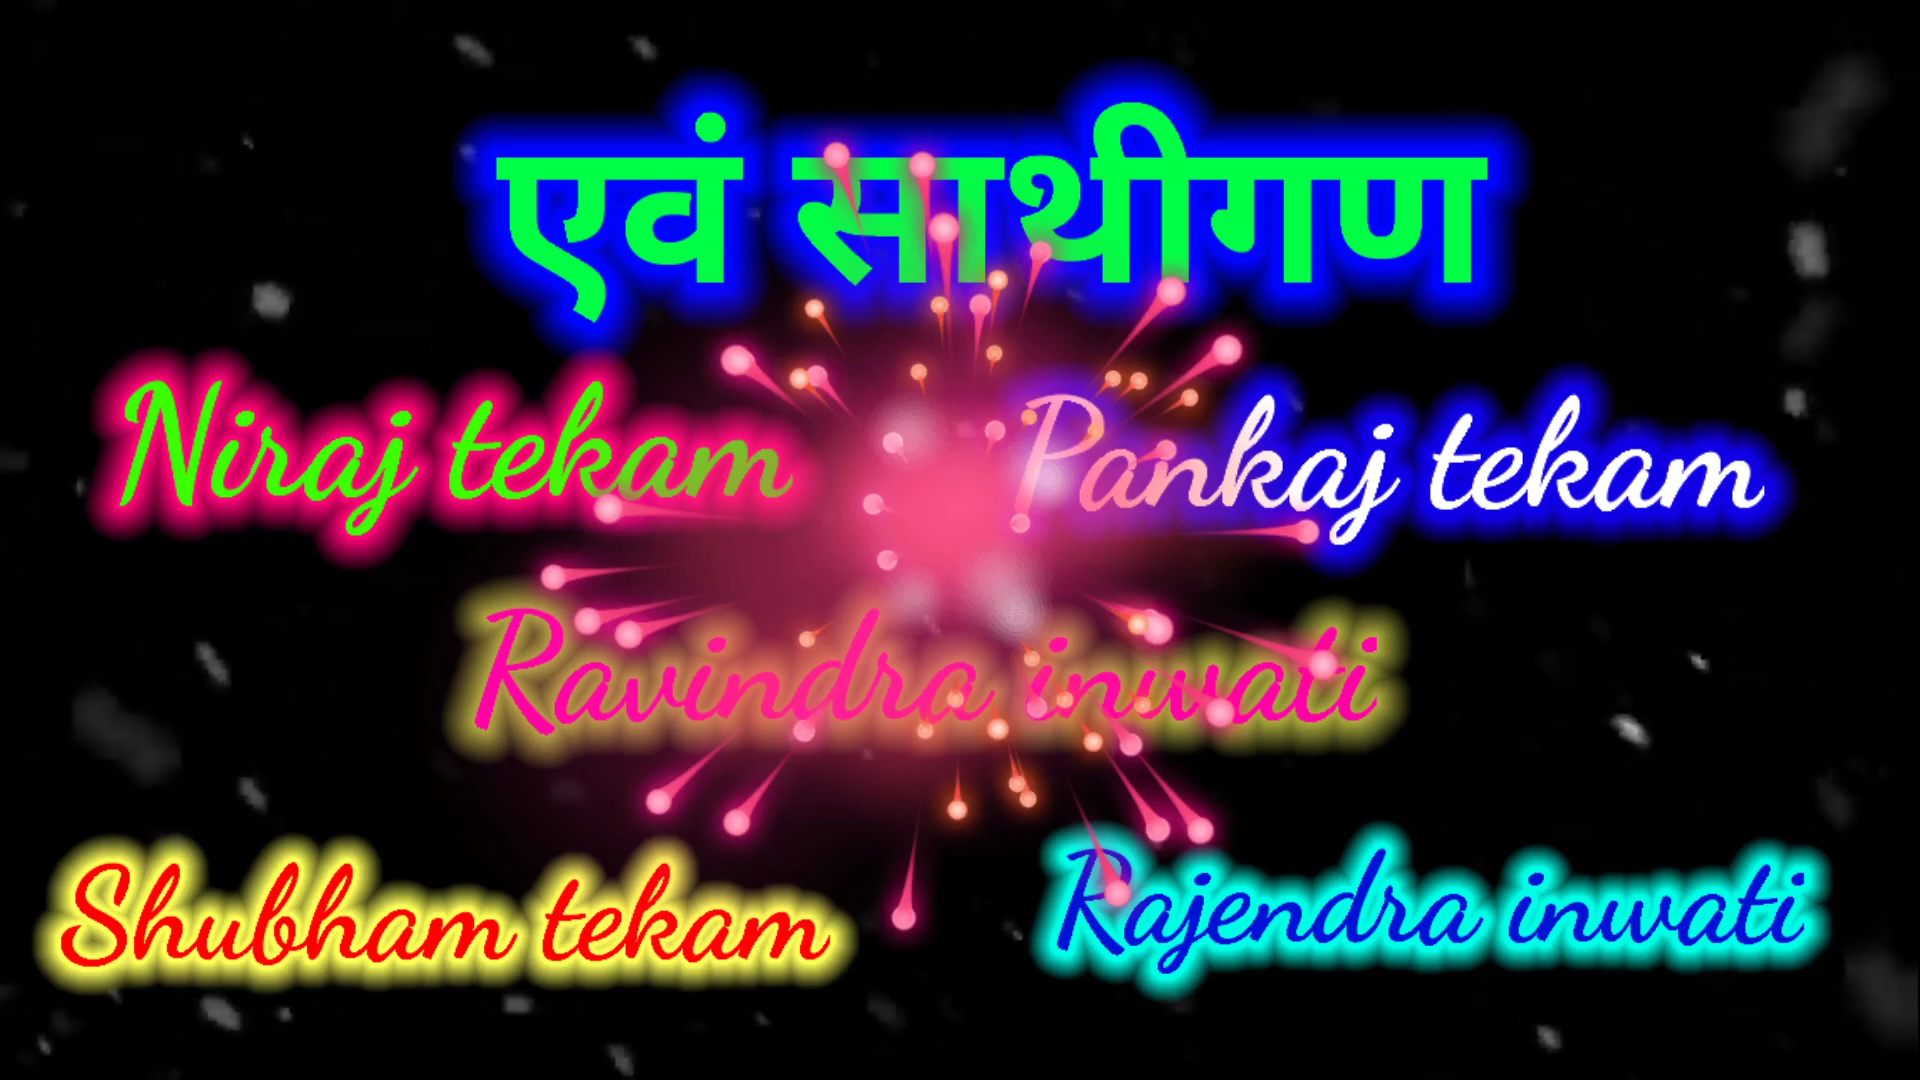 एवं साथीगण
Niraj tekam
Pankaj tekam
Ravindra inwati
Shubham tekam
Rajendra inwati